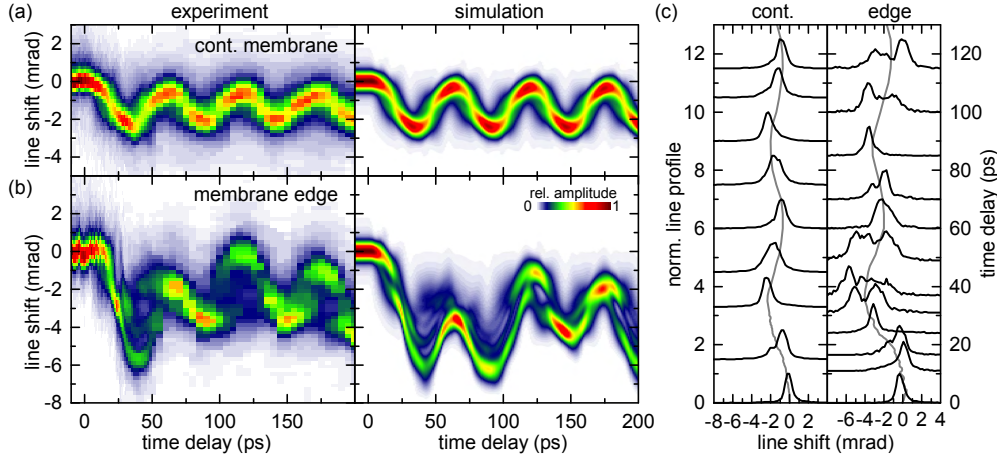 (a) experiment simulation (c) cont. edge
cont. membrane
line shift (mrad)
2
0
-2
-4
(b) membrane edge
rel. amplitude
0 1
line shift (mrad)
2
0
-2
-4
-6
-8
0 50 100 150 0 50 100 150 200
time delay (ps) time delay (ps)
norm. line profile
12
10
8
6
4
2
0
120
100
80
60
40
20
0
time delay (ps)
-8 -6 -4 -2 0 2 -6 -4 -2 0 2 4
line shift (mrad)